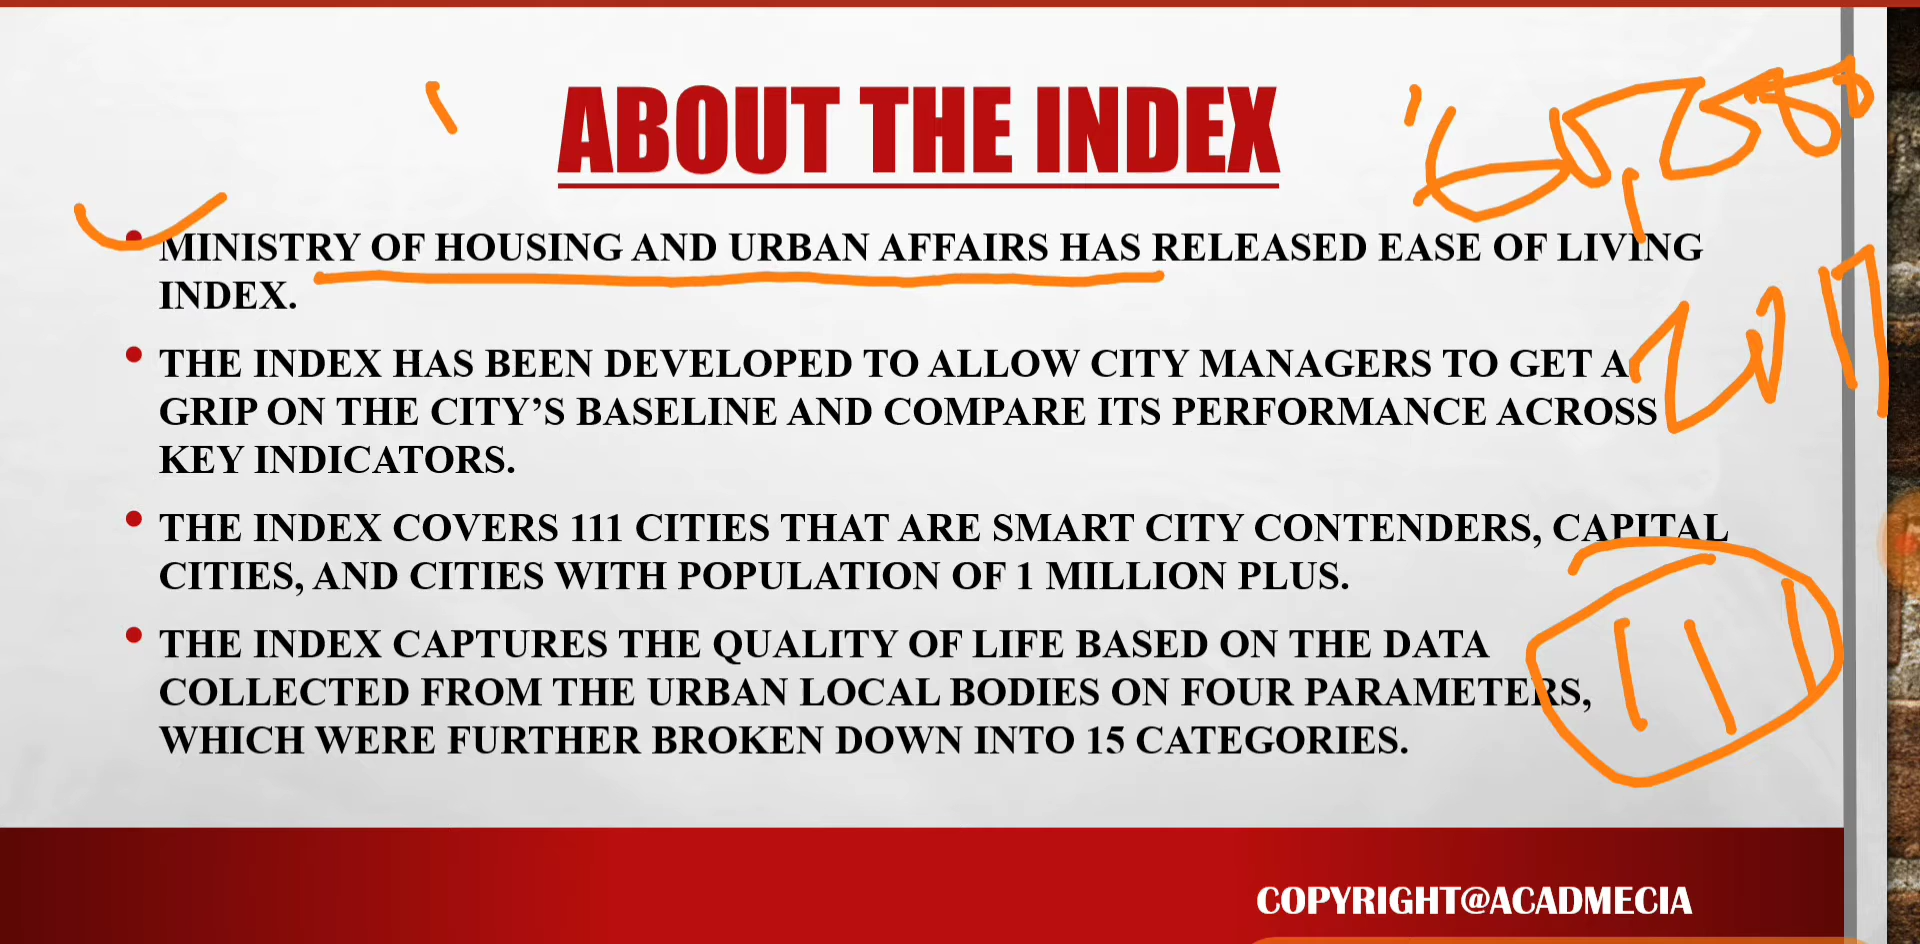 ABOUT THE INDEX
• MINISTRY OF HOUSING AND URBAN AFFAIRS HAS RELEASED EASE OF LIVING
INDEX.
• THE INDEX HAS BEEN DEVELOPED TO ALLOW CITY MANAGERS TO GET A
GRIP ON THE CITY’S BASELINE AND COMPARE ITS PERFORMANCE ACROSS
KEY INDICATORS.
2017
• THE INDEX COVERS 111 CITIES THAT ARE SMART CITY CONTENDERS, CAPITAL
CITIES, AND CITIES WITH POPULATION OF 1 MILLION PLUS.
• THE INDEX CAPTURES THE QUALITY OF LIFE BASED ON THE DATA
COLLECTED FROM THE URBAN LOCAL BODIES ON FOUR PARAMETERS,
WHICH WERE FURTHER BROKEN DOWN INTO 15 CATEGORIES.
111
COPYRIGHT@ACADMECIA